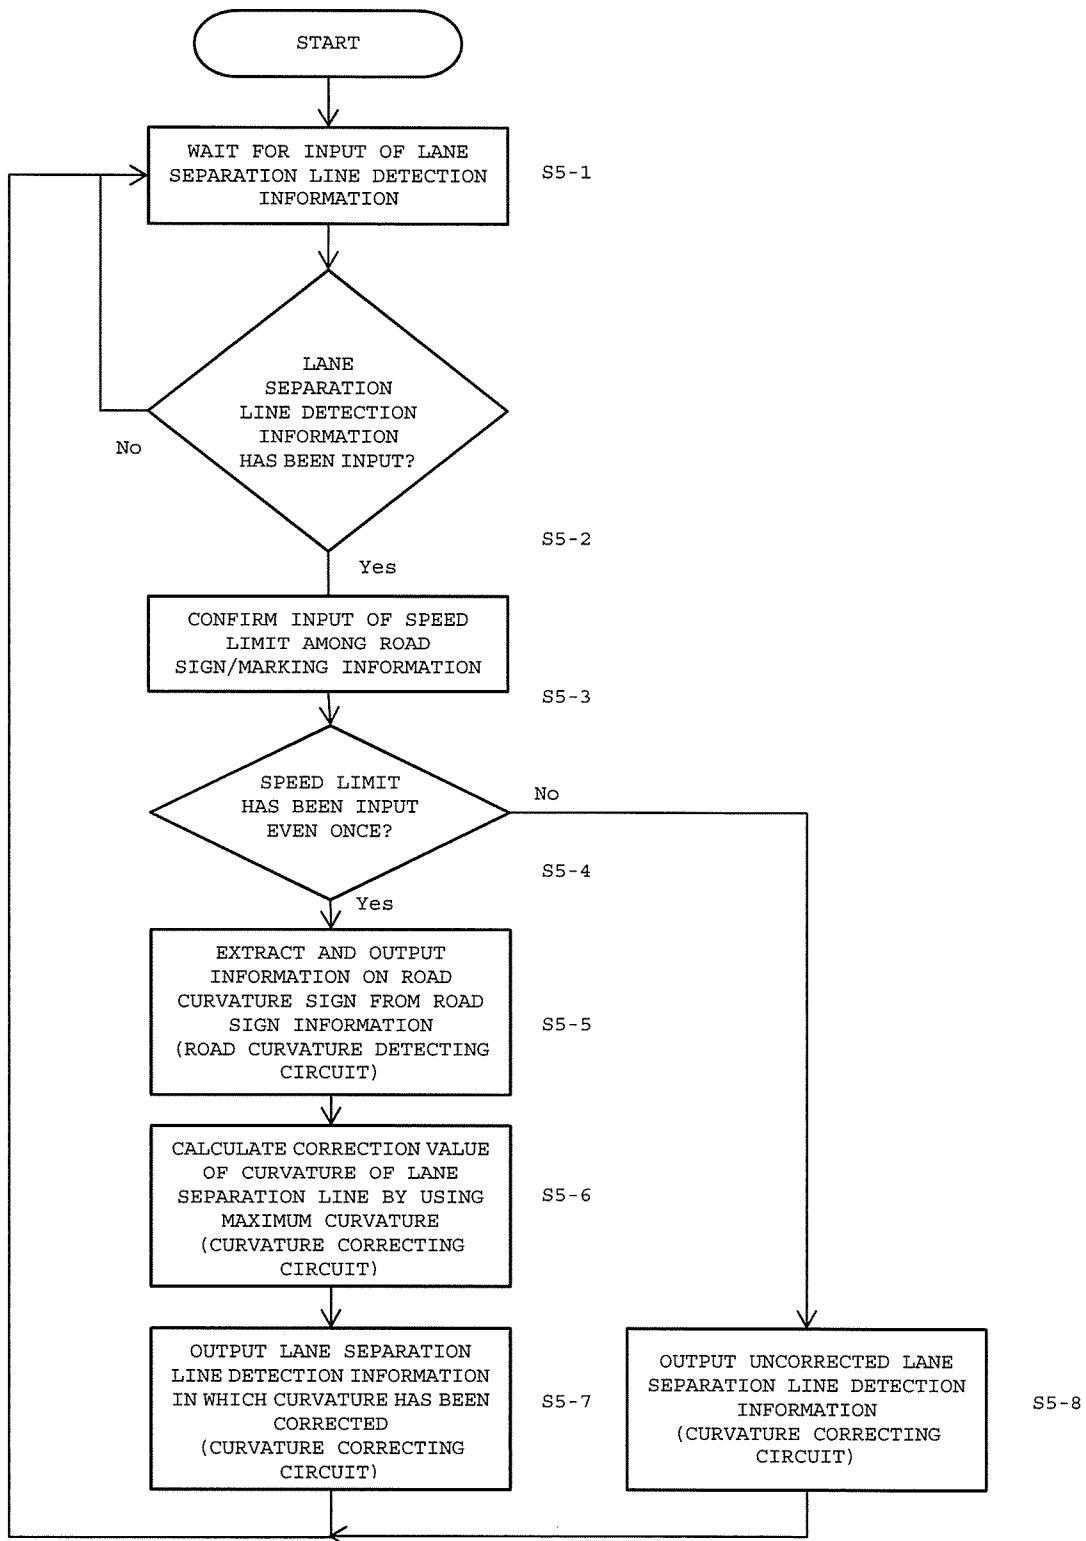 START
WAIT FOR INPUT OF LANE
SEPARATION LINE DETECTION
INFORMATION
S5-1
LANE
SEPARATION
LINE DETECTION
INFORMATION
HAS BEEN INPUT?
No
S5-2
Yes
CONFIRM INPUT OF SPEED
LIMIT AMONG ROAD
SIGN/MARKING INFORMATION
S5-3
SPEED LIMIT
HAS BEEN INPUT
EVEN ONCE?
No
S5-4
Yes
EXTRACT AND OUTPUT
INFORMATION ON ROAD
CURVATURE SIGN FROM ROAD
SIGN INFORMATION
(ROAD CURVATURE DETECTING
CIRCUIT)
S5-5
CALCULATE CORRECTION VALUE
OF CURVATURE OF LANE
SEPARATION LINE BY USING
MAXIMUM CURVATURE
(CURVATURE CORRECTING
CIRCUIT)
S5-6
OUTPUT LANE SEPARATION
LINE DETECTION INFORMATION
IN WHICH CURVATURE HAS BEEN
CORRECTED
(CURVATURE CORRECTING
CIRCUIT)
S5-7
OUTPUT UNCORRECTED LANE
SEPARATION LINE DETECTION
INFORMATION
(CURVATURE CORRECTING
CIRCUIT)
S5-8